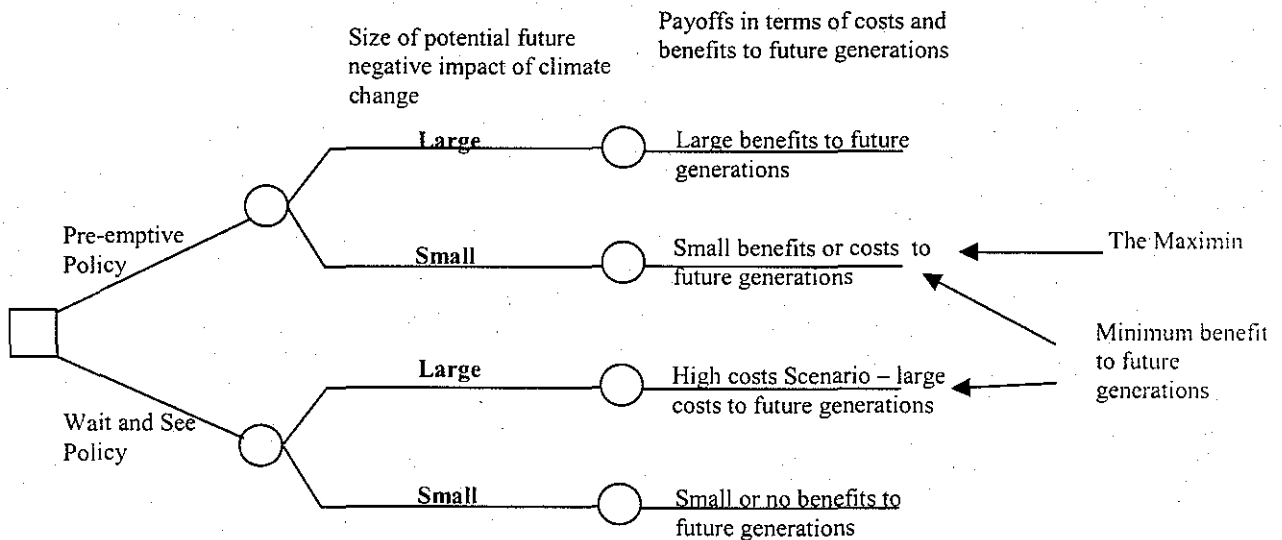 Size of potential future
negative impact of climate
change
Payoffs in terms of costs and
benefits to future generations
Large
Large benefits to future
generations
Pre-emptive
Policy
Small
Small benefits or costs to
future generations
The Maximin
Minimum benefit
to future
generations
Large
High costs Scenario – large
costs to future generations
Wait and See
Policy
Small
Small or no benefits to
future generations